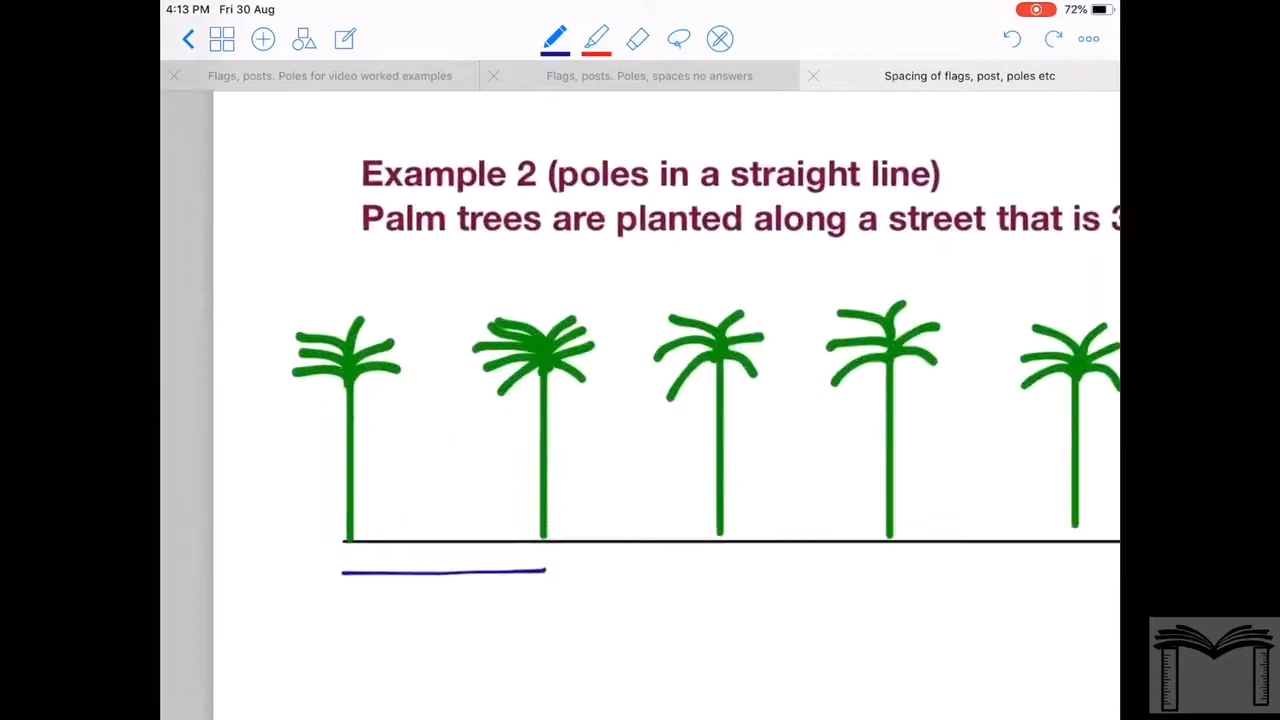 4:13 PM Fri 30 Aug
72%
Flags, posts. Poles for video worked examples
Flags, posts. Poles, spaces no answers
Spacing of flags, post, poles etc
Example 2 (poles in a straight line)
Palm trees are planted along a street that is 3